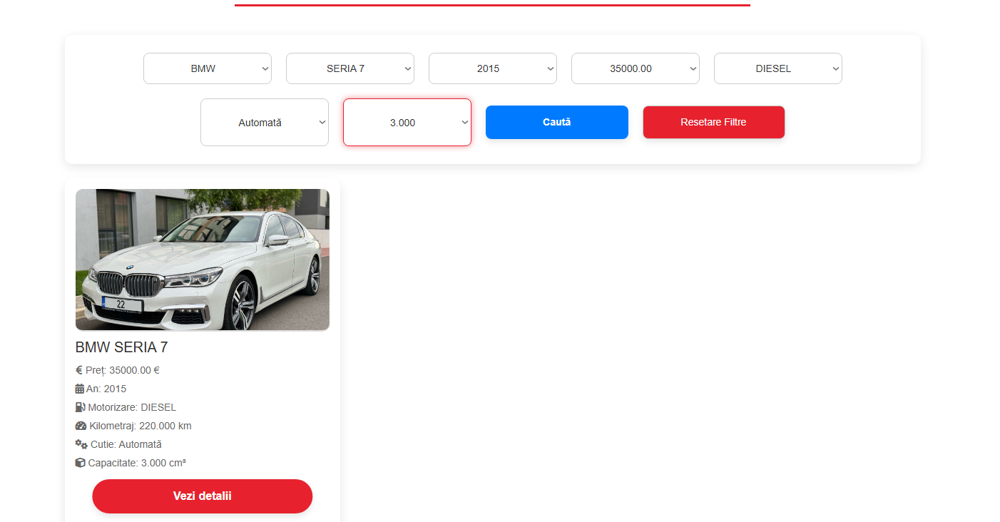 BMW SERIA 7 2015 35000.00 DIESEL
Automată 3.000 Caută Resetare Filtre
22
BMW SERIA 7
€ Preț: 35000.00 €
An: 2015
Motorizare: DIESEL
Kilometraj: 220.000 km
Cutie: Automată
Capacitate: 3.000 cm³
Vezi detalii